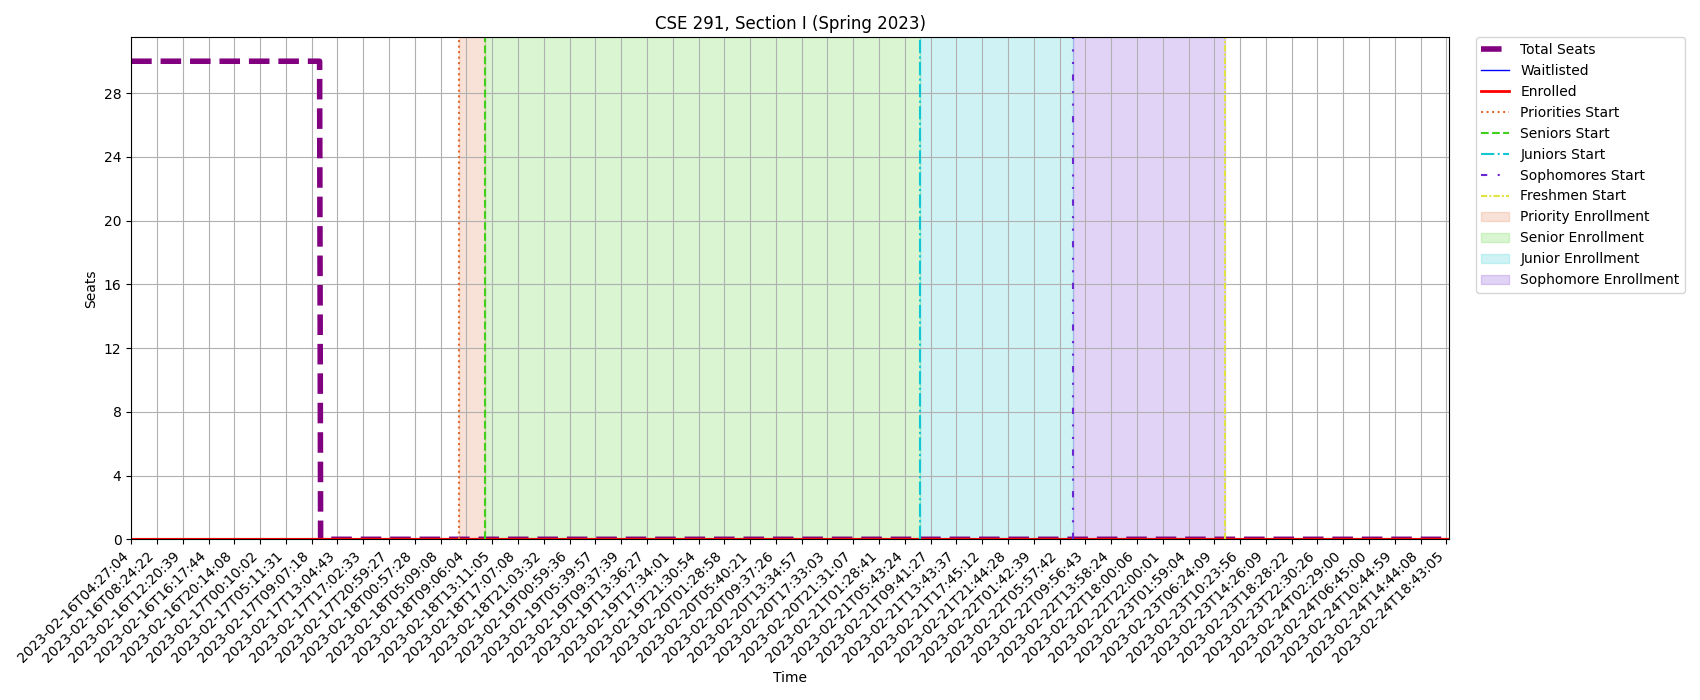 CSE 291, Section I (Spring 2023)
Seats
28
24
20
16
12
8
4
0
2023-02-16T04:27:04
2023-02-16T08:24:22
2023-02-16T12:20:39
2023-02-16T16:17:44
2023-02-16T20:14:08
2023-02-17T00:10:02
2023-02-17T05:11:31
2023-02-17T09:07:18
2023-02-17T13:04:43
2023-02-17T17:02:33
2023-02-17T20:59:27
2023-02-18T00:57:28
2023-02-18T05:09:08
2023-02-18T09:06:04
2023-02-18T13:11:05
2023-02-18T17:07:08
2023-02-18T21:03:32
2023-02-19T00:59:36
2023-02-19T05:39:57
2023-02-19T09:37:39
2023-02-19T13:36:27
2023-02-19T17:34:01
2023-02-19T21:30:54
2023-02-20T01:28:58
2023-02-20T05:40:21
2023-02-20T09:37:26
2023-02-20T13:34:57
2023-02-20T17:33:03
2023-02-20T21:31:07
2023-02-21T01:28:41
2023-02-21T05:43:24
2023-02-21T09:41:27
2023-02-21T13:43:37
2023-02-21T17:45:12
2023-02-21T21:44:28
2023-02-22T01:42:39
2023-02-22T05:57:42
2023-02-22T09:56:43
2023-02-22T13:58:24
2023-02-22T18:00:06
2023-02-22T22:00:01
2023-02-23T01:59:04
2023-02-23T06:24:09
2023-02-23T10:23:56
2023-02-23T14:26:09
2023-02-23T18:28:22
2023-02-23T22:30:26
2023-02-24T02:29:00
2023-02-24T06:45:00
2023-02-24T10:44:59
2023-02-24T14:44:08
2023-02-24T18:43:05
Time
Total Seats
Waitlisted
Enrolled
Priorities Start
Seniors Start
Juniors Start
Sophomores Start
Freshmen Start
Priority Enrollment
Senior Enrollment
Junior Enrollment
Sophomore Enrollment